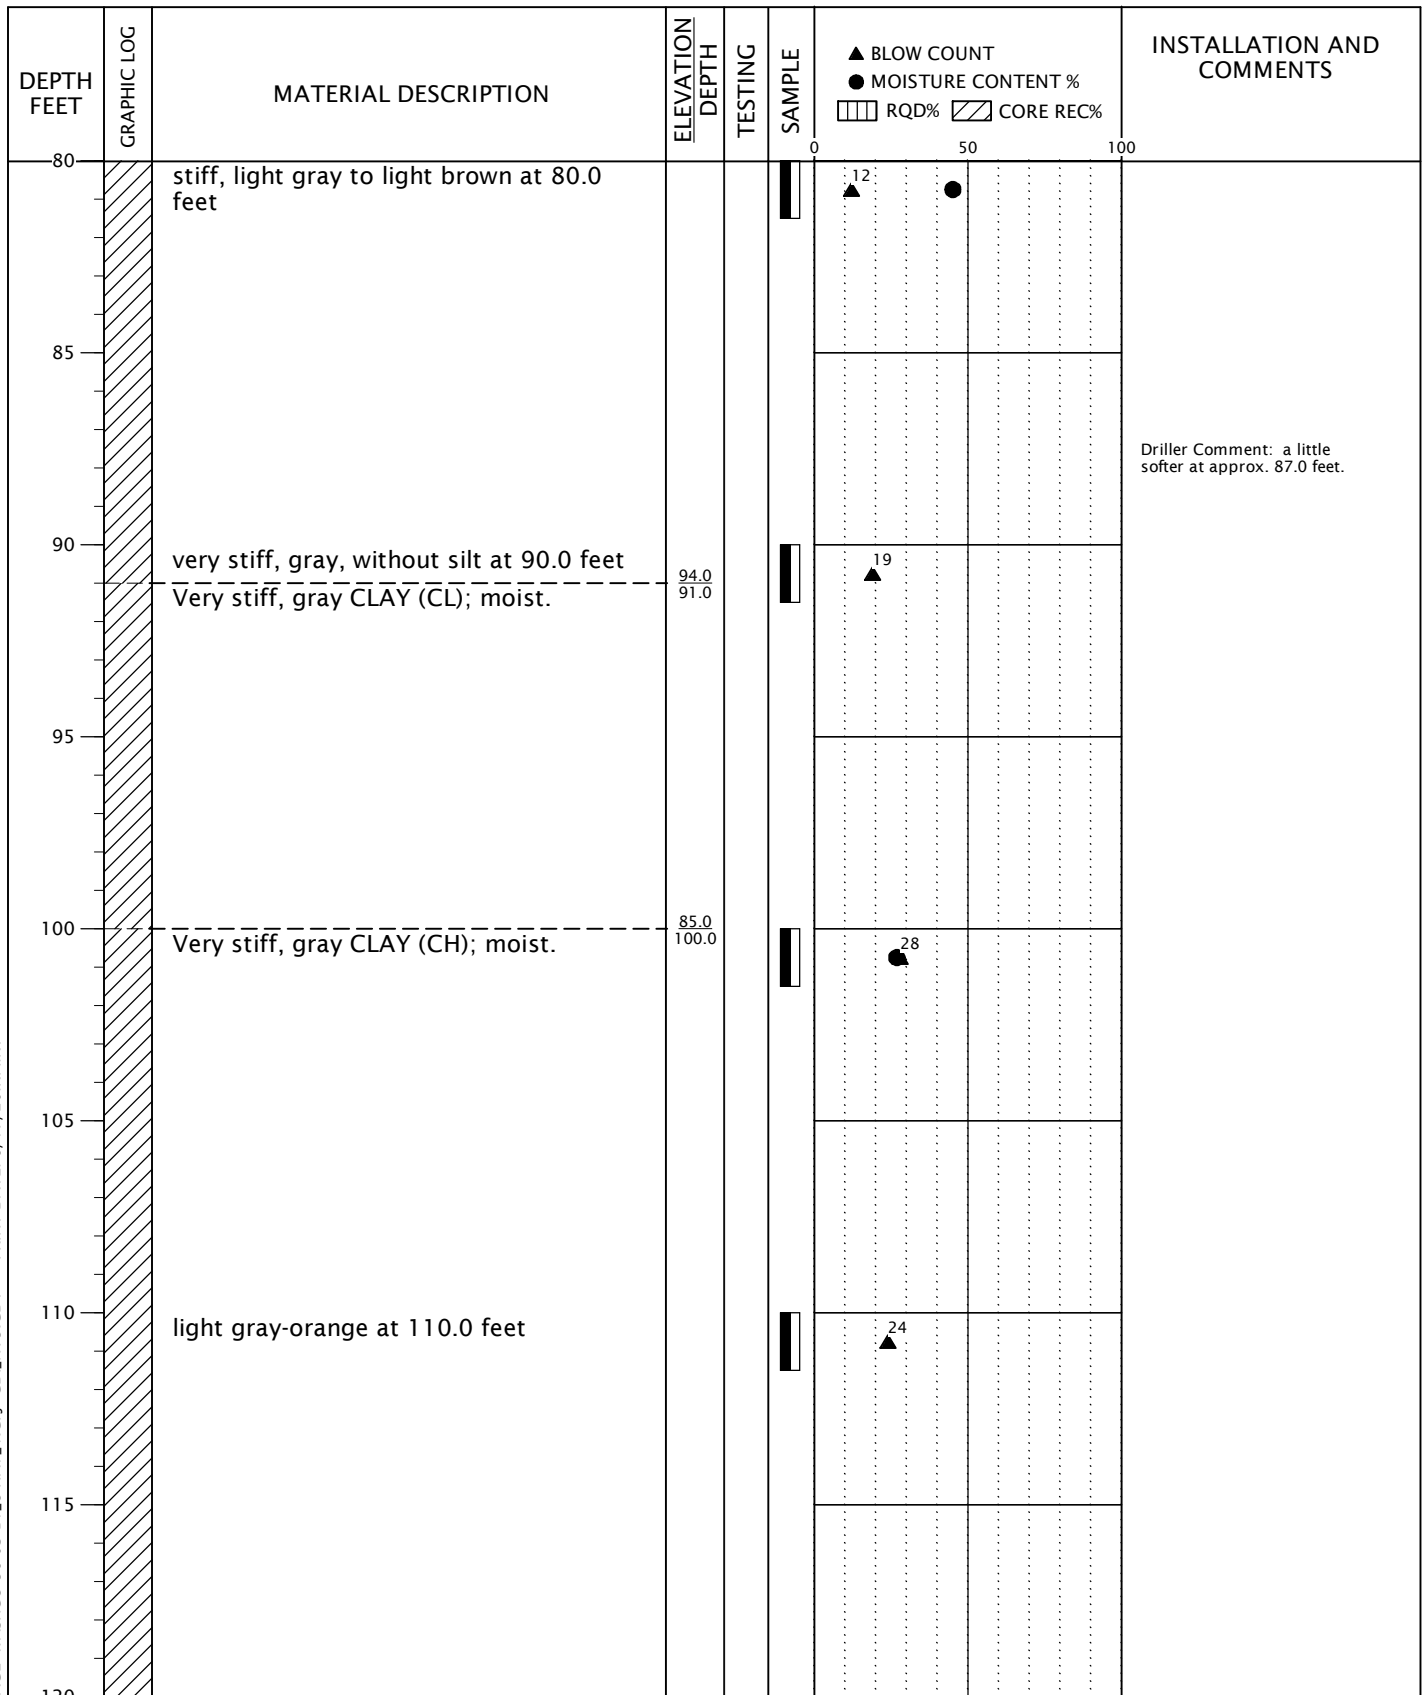 DEPTH
FEET
GRAPHIC LOG
MATERIAL DESCRIPTION
ELEVATION
DEPTH
TESTING
SAMPLE
BLOW COUNT
MOISTURE CONTENT %
RQD% CORE REC%
0 50 100
INSTALLATION AND
COMMENTS
80
stiff, light gray to light brown at 80.0
feet
12
85
Driller Comment: a little
softer at approx. 87.0 feet.
90
very stiff, gray, without silt at 90.0 feet
19
94.0
91.0
Very stiff, gray CLAY (CL); moist.
95
100
85.0
100.0
Very stiff, gray CLAY (CH); moist.
28
105
110
light gray-orange at 110.0 feet
24
115
120